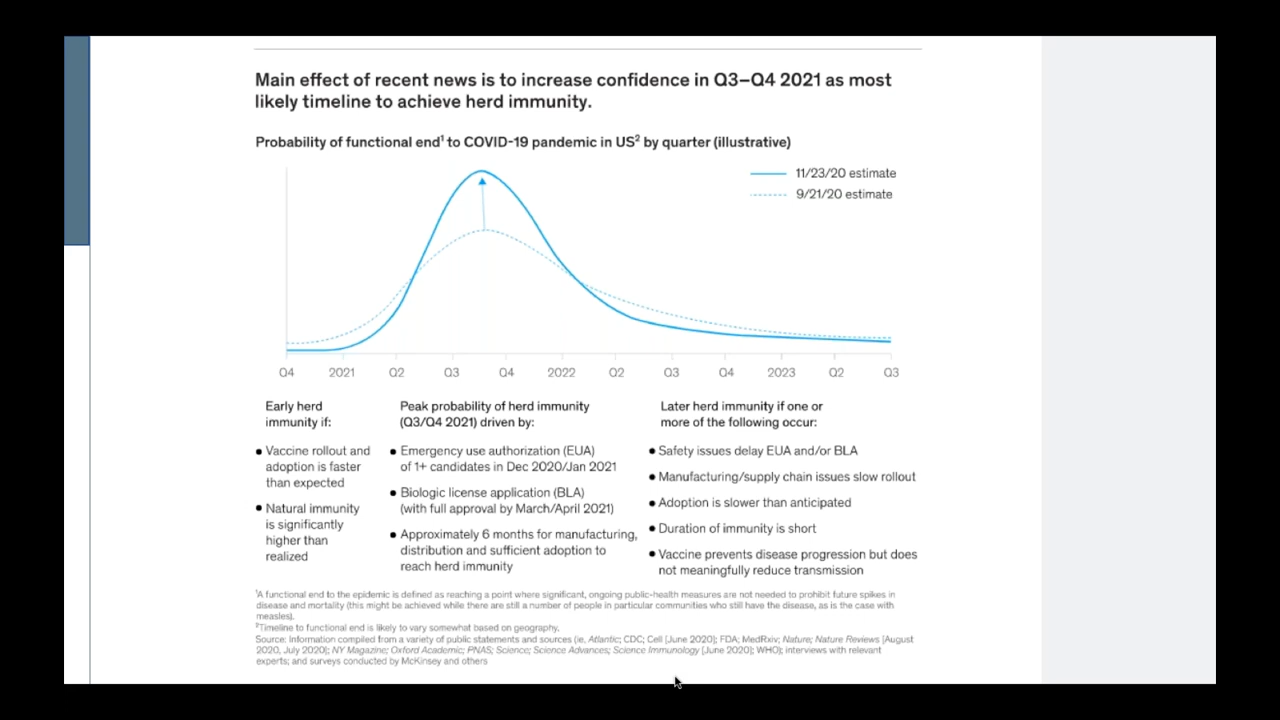 Main effect of recent news is to increase confidence in Q3–Q4 2021 as most
likely timeline to achieve herd immunity.
Probability of functional end¹ to COVID-19 pandemic in US² by quarter (illustrative)
11/23/20 estimate
9/21/20 estimate
Q4 2021 Q2 Q3 Q4 2022 Q2 Q3 Q4 2023 Q2 Q3
Early herd
immunity if:
● Vaccine rollout and
adoption is faster
than expected
● Natural immunity
is significantly
higher than
realized
Peak probability of herd immunity
(Q3/Q4 2021) driven by:
● Emergency use authorization (EUA)
of 1+ candidates in Dec 2020/Jan 2021
● Biologic license application (BLA)
(with full approval by March/April 2021)
● Approximately 6 months for manufacturing,
distribution and sufficient adoption to
reach herd immunity
Later herd immunity if one or
more of the following occur:
● Safety issues delay EUA and/or BLA
● Manufacturing/supply chain issues slow rollout
● Adoption is slower than anticipated
● Duration of immunity is short
● Vaccine prevents disease progression but does
not meaningfully reduce transmission
¹A functional end to the epidemic is defined as reaching a point where significant, ongoing public-health measures are not needed to prohibit future spikes in
disease and mortality (this might be achieved while there are still a number of people in particular communities who still have the disease, as is the case with
measles).
²Timeline to functional end is likely to vary somewhat based on geography.
Source: Information compiled from a variety of public statements and sources (ie, Atlantic; CDC; Cell [June 2020]; FDA; MedRxiv; Nature; Nature Reviews [August
2020, July 2020]; NY Magazine; Oxford Academic; PNAS; Science; Science Advances; Science Immunology [June 2020]; WHO); interviews with relevant
experts; and surveys conducted by McKinsey and others